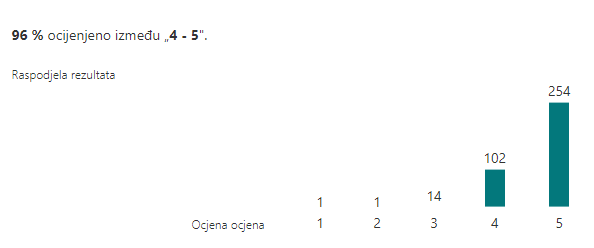 96 % ocijenjeno između „4 - 5“.
Raspodjela rezultata
254
102
14
1 1
Ocjena ocjena 1 2 3 4 5